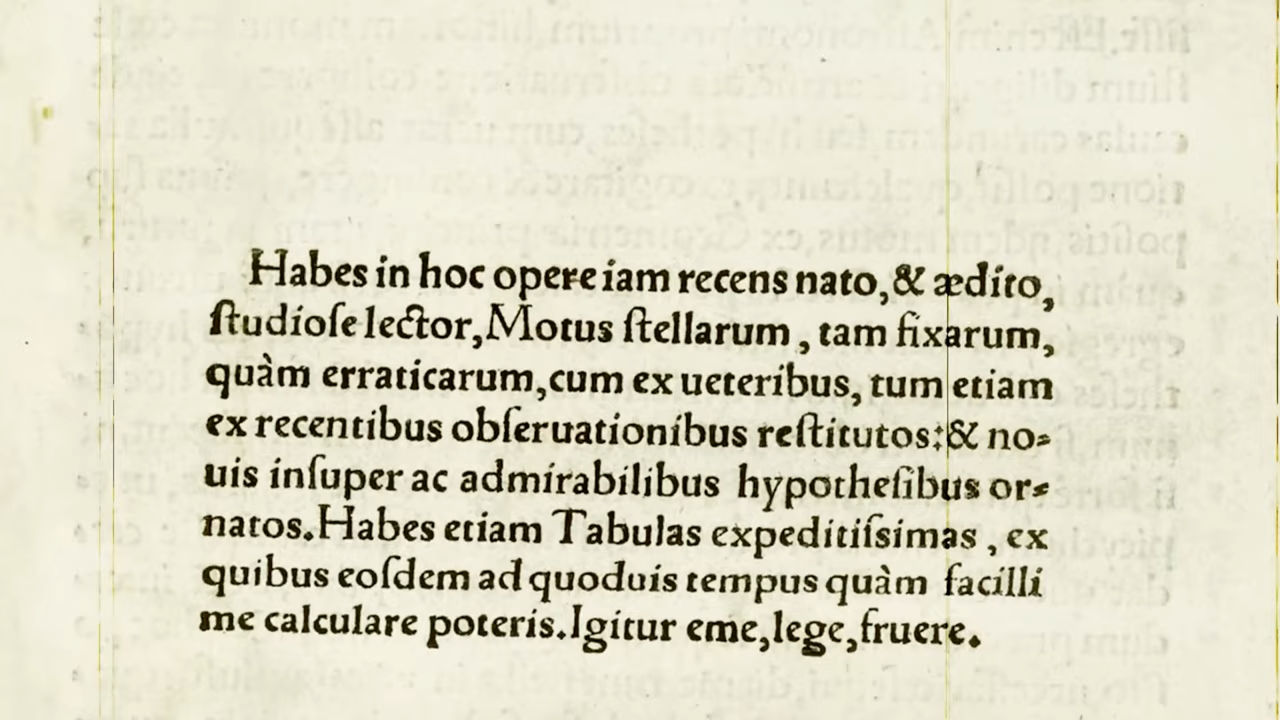 Habes in hoc opere iam recens nato, & ædito,
ſtudioſe lector, Motus ſtellarum , tam fixarum,
quàm erraticarum, cum ex ueteribus, tum etiam
ex recentibus obſeruationibus reſtitutos: & no⸗
uis inſuper ac admirabilibus hypotheſibus or⸗
natos. Habes etiam Tabulas expeditiſsimas , ex
quibus eoſdem ad quoduis tempus quàm facilli
me calculare poteris. Igitur eme, lege, fruere.